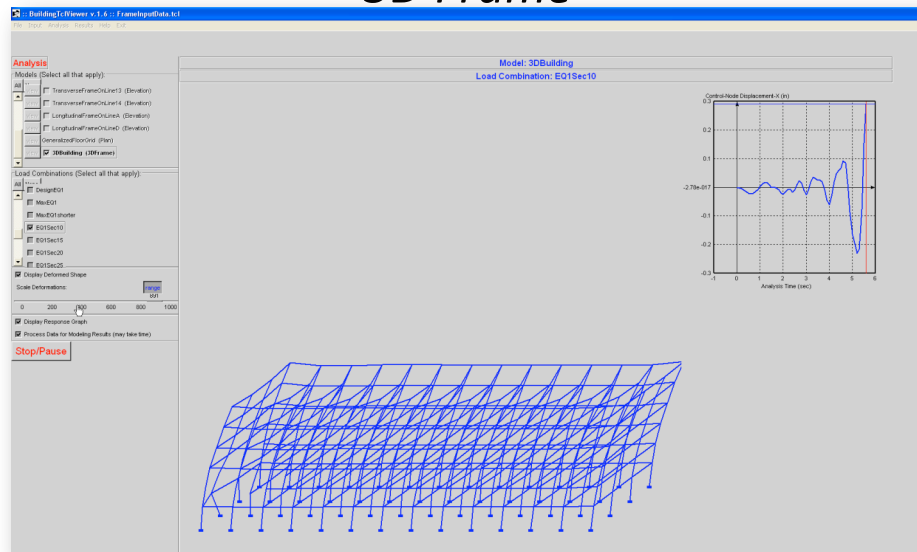 3D Frame
:: BuildingTclViewer v.1.6 :: FrameInputData.tcl
File Input Analysis Results Help Exit
Analysis
Models (Select all that apply):
All
TransverseFrameOnLine13 (Elevation)
TransverseFrameOnLine14 (Elevation)
LongitudinalFrameOnLineA (Elevation)
LongitudinalFrameOnLineD (Elevation)
GeneralizedFloorGrid (Plan)
3DBuilding (3DFrame)
Load Combinations (Select all that apply):
All None
DesignEQ1
MaxEQ1
MaxEQ1shorter
EQ1Sec10
EQ1Sec15
EQ1Sec20
EQ1Sec25
Display Deformed Shape
Scale Deformations:
range
0 200 400 600 800 1000
Display Response Graph
Process Data for Modeling Results (may take time)
Stop/Pause
Model: 3DBuilding
Load Combination: EQ1Sec10
Control-Node Displacement-X (in)
0.3
0.2
0.1
-2.78e-017
-0.1
-0.2
-0.3
-1 0 1 2 3 4 5 6
Analysis Time (sec)